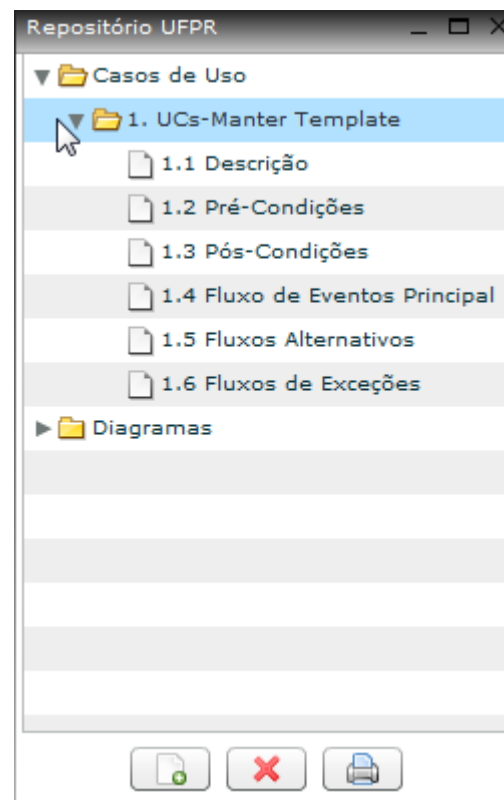 Repositório UFPR
Casos de Uso
1. UCs-Manter Template
1.1 Descrição
1.2 Pré-Condições
1.3 Pós-Condições
1.4 Fluxo de Eventos Principal
1.5 Fluxos Alternativos
1.6 Fluxos de Exceções
Diagramas